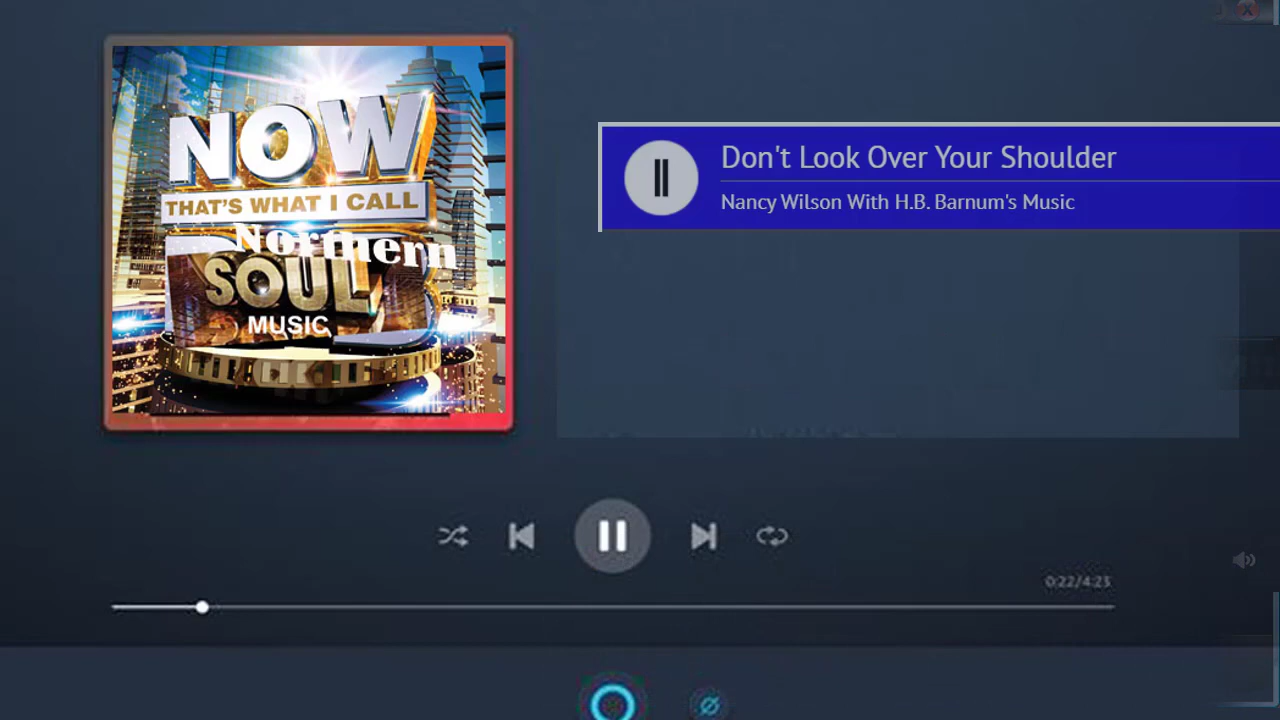 NOW
THAT'S WHAT I CALL
Northern
SOUL
MUSIC
Don't Look Over Your Shoulder
Nancy Wilson With H.B. Barnum's Music
0:22/4:23